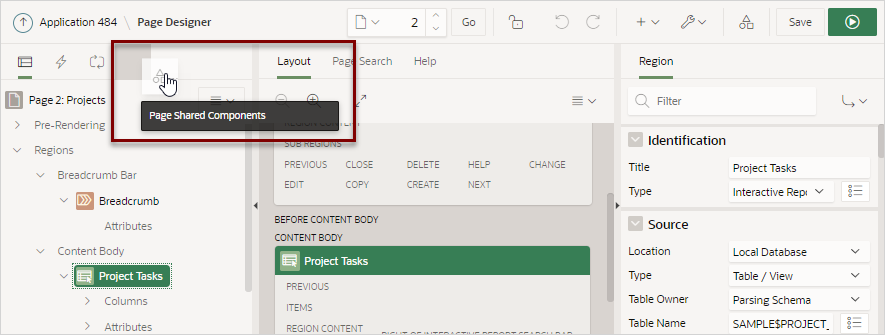 Application 484 \ Page Designer
2
Go
Save
Layout
Page Search
Help
Region
Page 2: Projects
Page Shared Components
Filter
Pre-Rendering
Regions
Breadcrumb Bar
Breadcrumb
Attributes
Content Body
Project Tasks
Columns
Attributes
SUB REGIONS
PREVIOUS CLOSE DELETE HELP CHANGE
EDIT COPY CREATE NEXT
BEFORE CONTENT BODY
CONTENT BODY
Project Tasks
PREVIOUS
ITEMS
REGION CONTENT RIGHT OF INTERACTIVE REPORT SEARCH BAR
Identification
Title Project Tasks
Type Interactive Repo
Source
Location Local Database
Type Table / View
Table Owner Parsing Schema
Table Name SAMPLE$PROJECT_